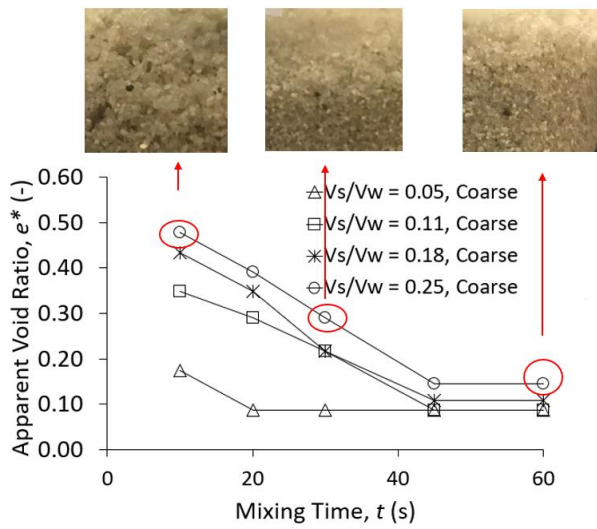 0.60
0.50
0.40
0.30
0.20
0.10
0.00
Apparent Void Ratio, e* (-)
Vs/Vw = 0.05, Coarse
Vs/Vw = 0.11, Coarse
Vs/Vw = 0.18, Coarse
Vs/Vw = 0.25, Coarse
0 20 40 60
Mixing Time, t (s)